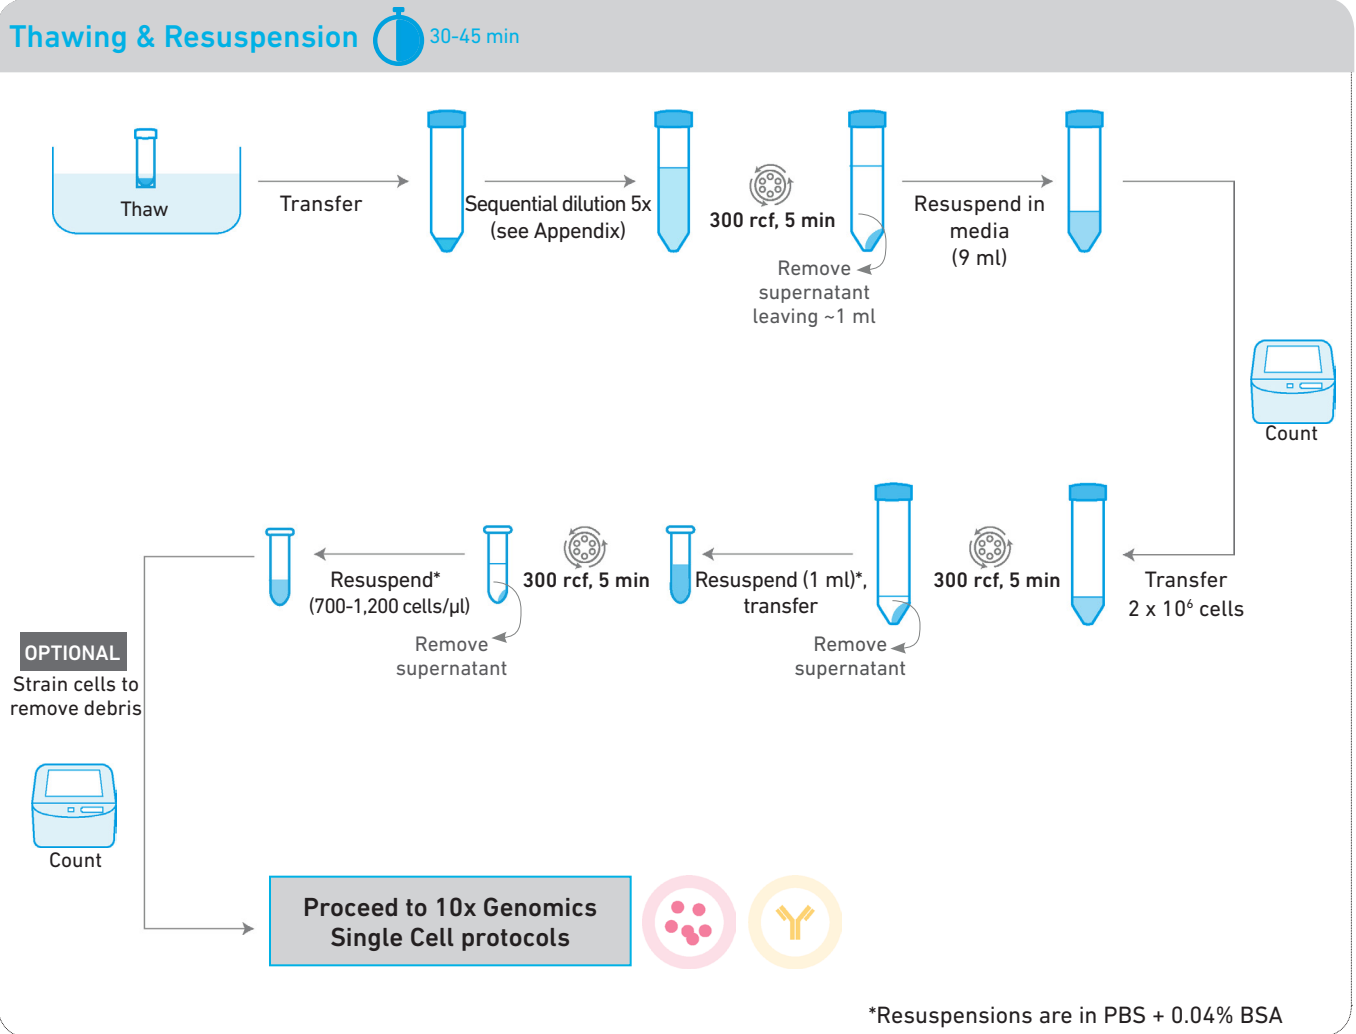 Thawing & Resuspension
30-45 min
Thaw
Transfer
Sequential dilution 5x
(see Appendix)
300 rcf, 5 min
Remove
supernatant
leaving ~1 ml
Resuspend in
media
(9 ml)
Count
Transfer
2 x 10⁶ cells
300 rcf, 5 min
Remove
supernatant
Resuspend (1 ml)*,
transfer
300 rcf, 5 min
Remove
supernatant
Resuspend*
(700-1,200 cells/µl)
OPTIONAL
Strain cells to
remove debris
Count
Proceed to 10x Genomics
Single Cell protocols
*Resuspensions are in PBS + 0.04% BSA